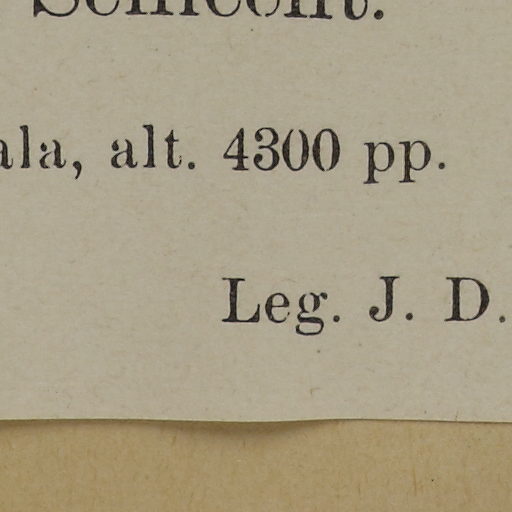 ala, alt. 4300 pp.
Leg. J. D.